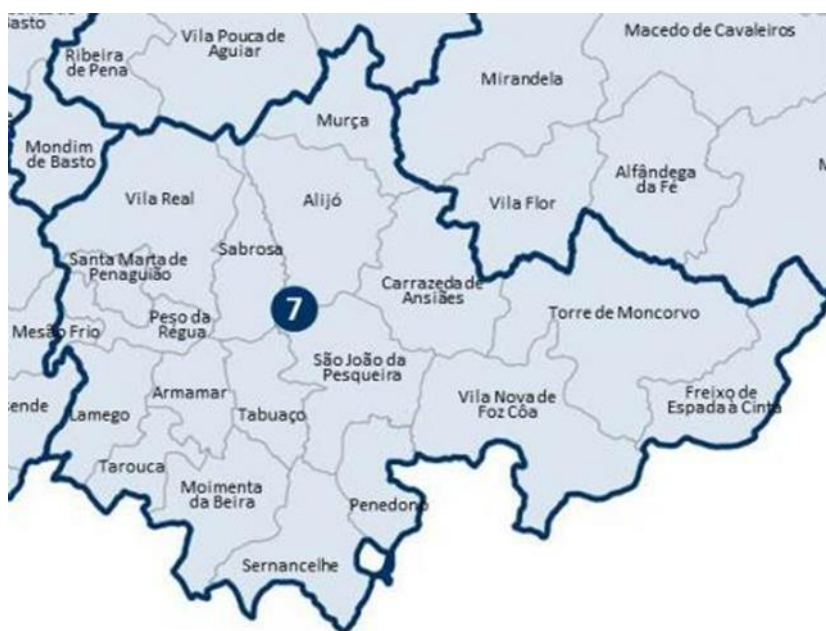 Basto
Vila Pouca de
Aguiar
Macedo de Cavaleiros
Ribeira
de Pena
Mirandela
Murça
Mondim
de Basto
Alfândega
da Fé
Vila Real
Alijó
Vila Flor
Sabrosa
Santa Marta de
Penaguião
Carrazeda de
Ansiães
7
Peso da
Régua
Torre de Moncorvo
Mesão Frio
São João da
Pesqueira
Armamar
Vila Nova de
Foz Côa
Freixo de
Espada à Cinta
ende
Lamego
Tabuaço
Tarouca
Moimenta
da Beira
Penedono
Sernancelhe